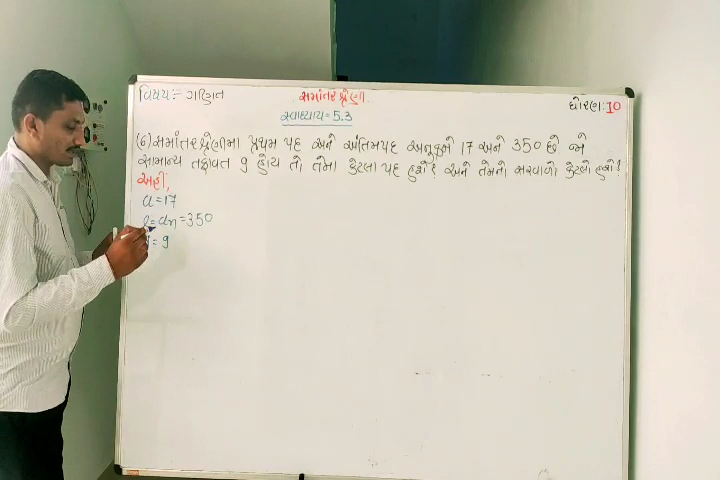 વિષય:- ગણિત
સમાંતર શ્રેણી
ધોરણ:10
સ્વાધ્યાય=5.3
(6) સમાંતર શ્રેણીમા પ્રથમ પદ અને અંતિમપદ અનુક્રમે 17 અને 350 છે જો
સામાન્ય તફાવત 9 હોય તો, તેમા કેટલા પદ હશે? અને તેમનો સરવાળો કેટલો હશે?
અહીં,
a=17
l=an=350
= 9